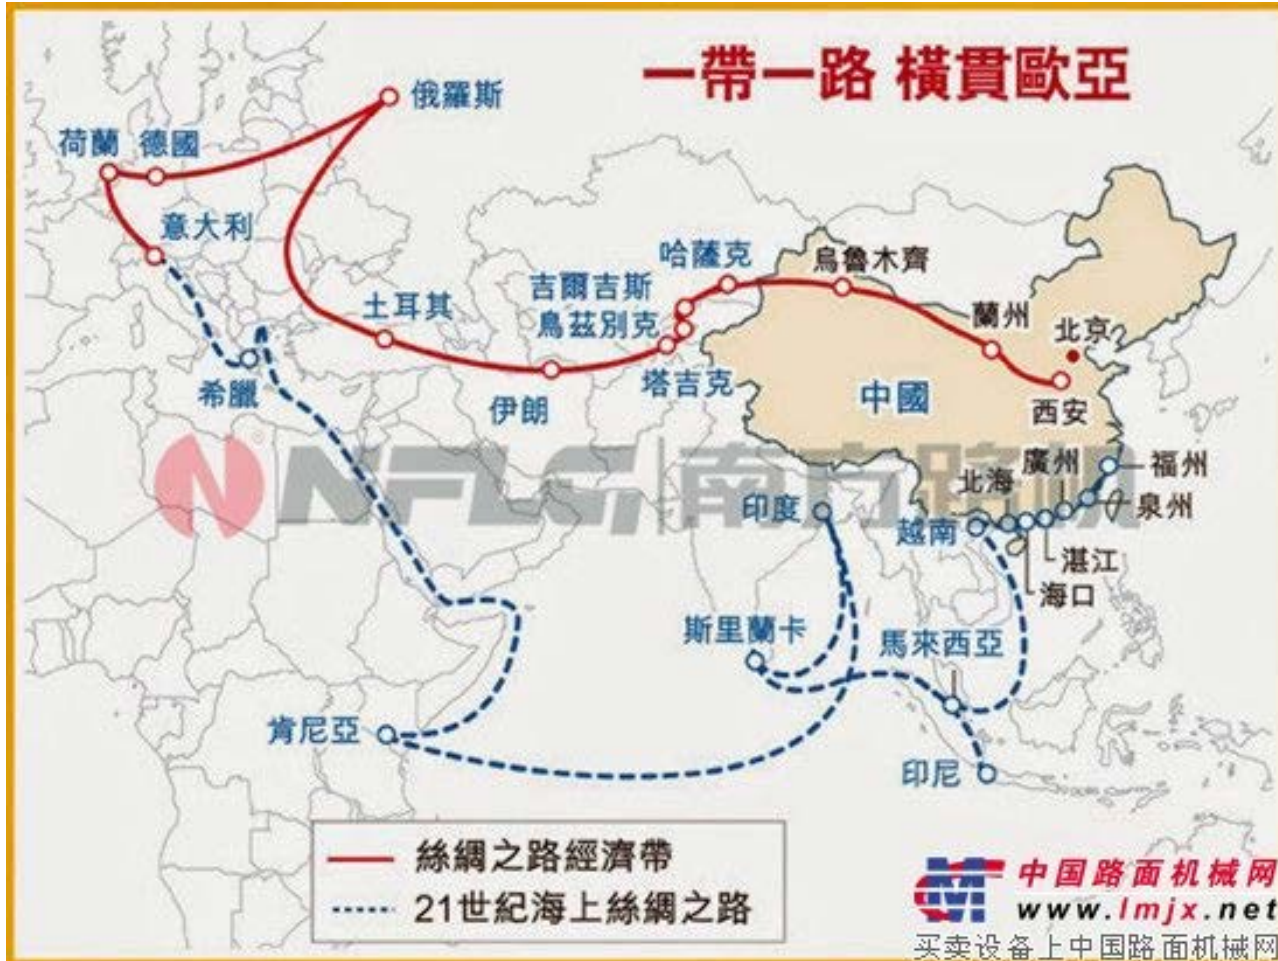 一帶一路 橫貫歐亞
俄羅斯
荷蘭 德國
意大利
哈薩克
烏魯木齊
吉爾吉斯
土耳其
烏茲別克
蘭州
北京
希臘
伊朗
塔吉克
中國
西安
NFLG 南方路机
北海
廣州
福州
印度
越南
泉州
湛江
海口
斯里蘭卡
馬來西亞
肯尼亞
印尼
絲綢之路經濟帶
21世紀海上絲綢之路
中国路面机械网
www.lmjx.net
买卖设备上中国路面机械网